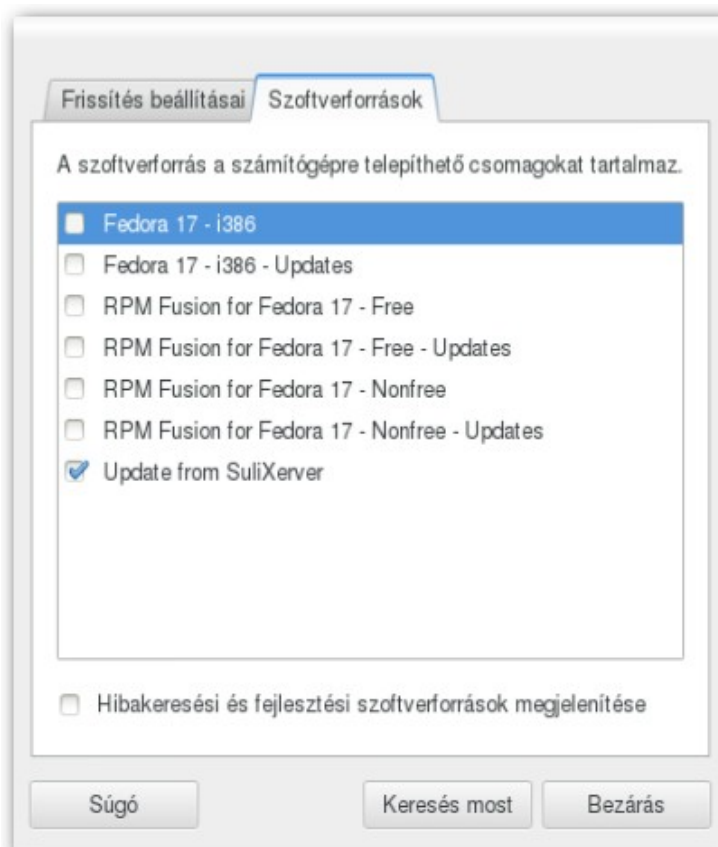 Frissítés beállításai
Szoftverforrások
A szoftverforrás a számítógépre telepíthető csomagokat tartalmaz.
Fedora 17 - i386
Fedora 17 - i386 - Updates
RPM Fusion for Fedora 17 - Free
RPM Fusion for Fedora 17 - Free - Updates
RPM Fusion for Fedora 17 - Nonfree
RPM Fusion for Fedora 17 - Nonfree - Updates
Update from SuliXerver
Hibakeresési és fejlesztési szoftverforrások megjelenítése
Súgó
Keresés most
Bezárás